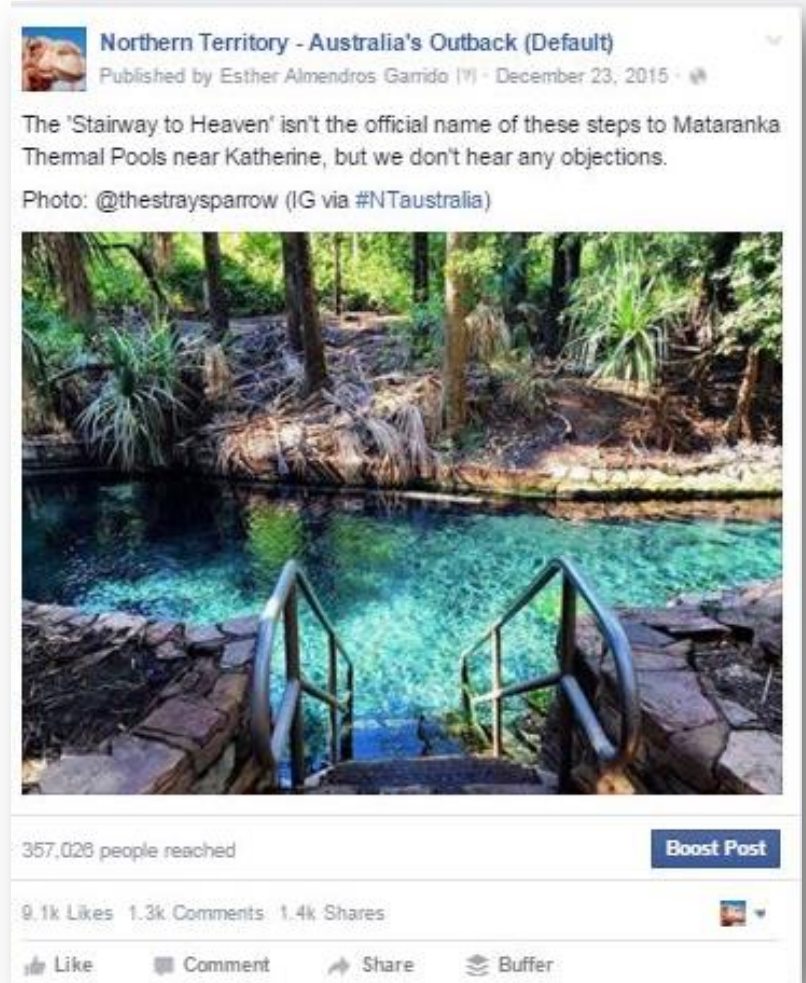 Northern Territory - Australia's Outback (Default)
Published by Esther Almendros Garrido [?] · December 23, 2015 ·
The 'Stairway to Heaven' isn't the official name of these steps to Mataranka
Thermal Pools near Katherine, but we don't hear any objections.
Photo: @thestraysparrow (IG via #NTaustralia)
357,026 people reached
Boost Post
9.1k Likes 1.3k Comments 1.4k Shares
Like Comment Share Buffer